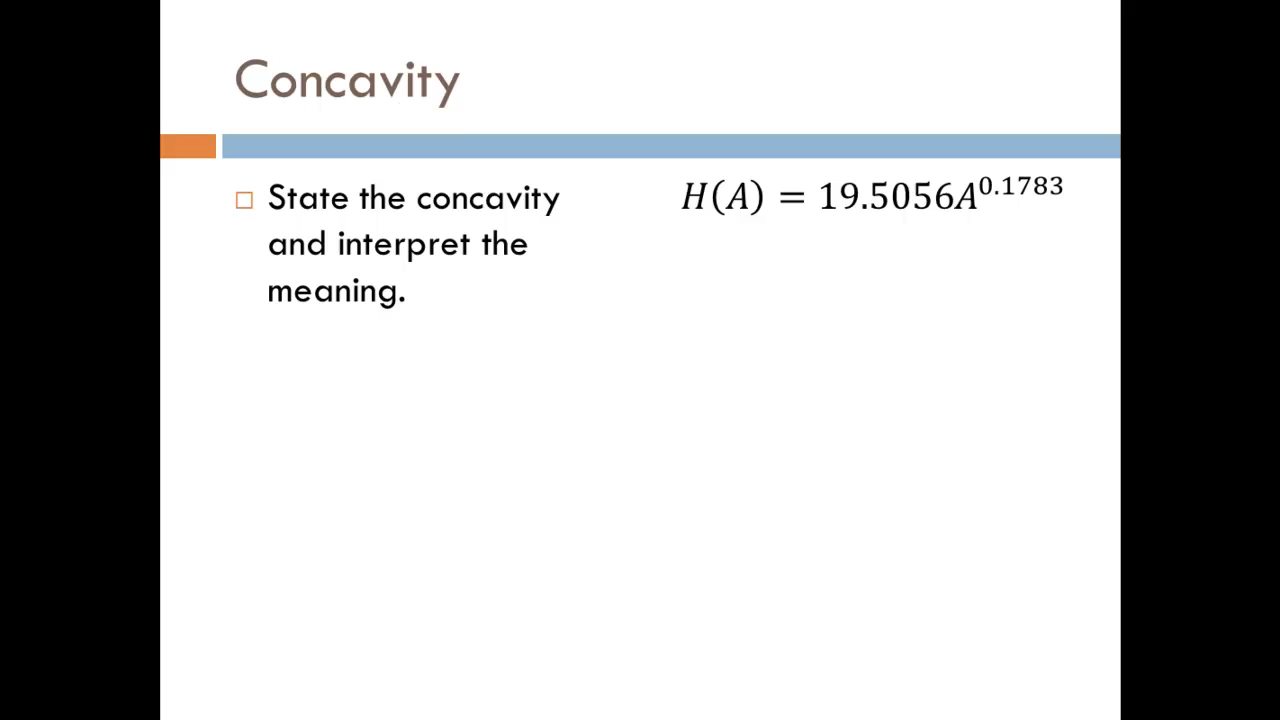 Concavity
State the concavity
and interpret the
meaning.
𝐻(𝐴) = 19.5056𝐴^0.1783